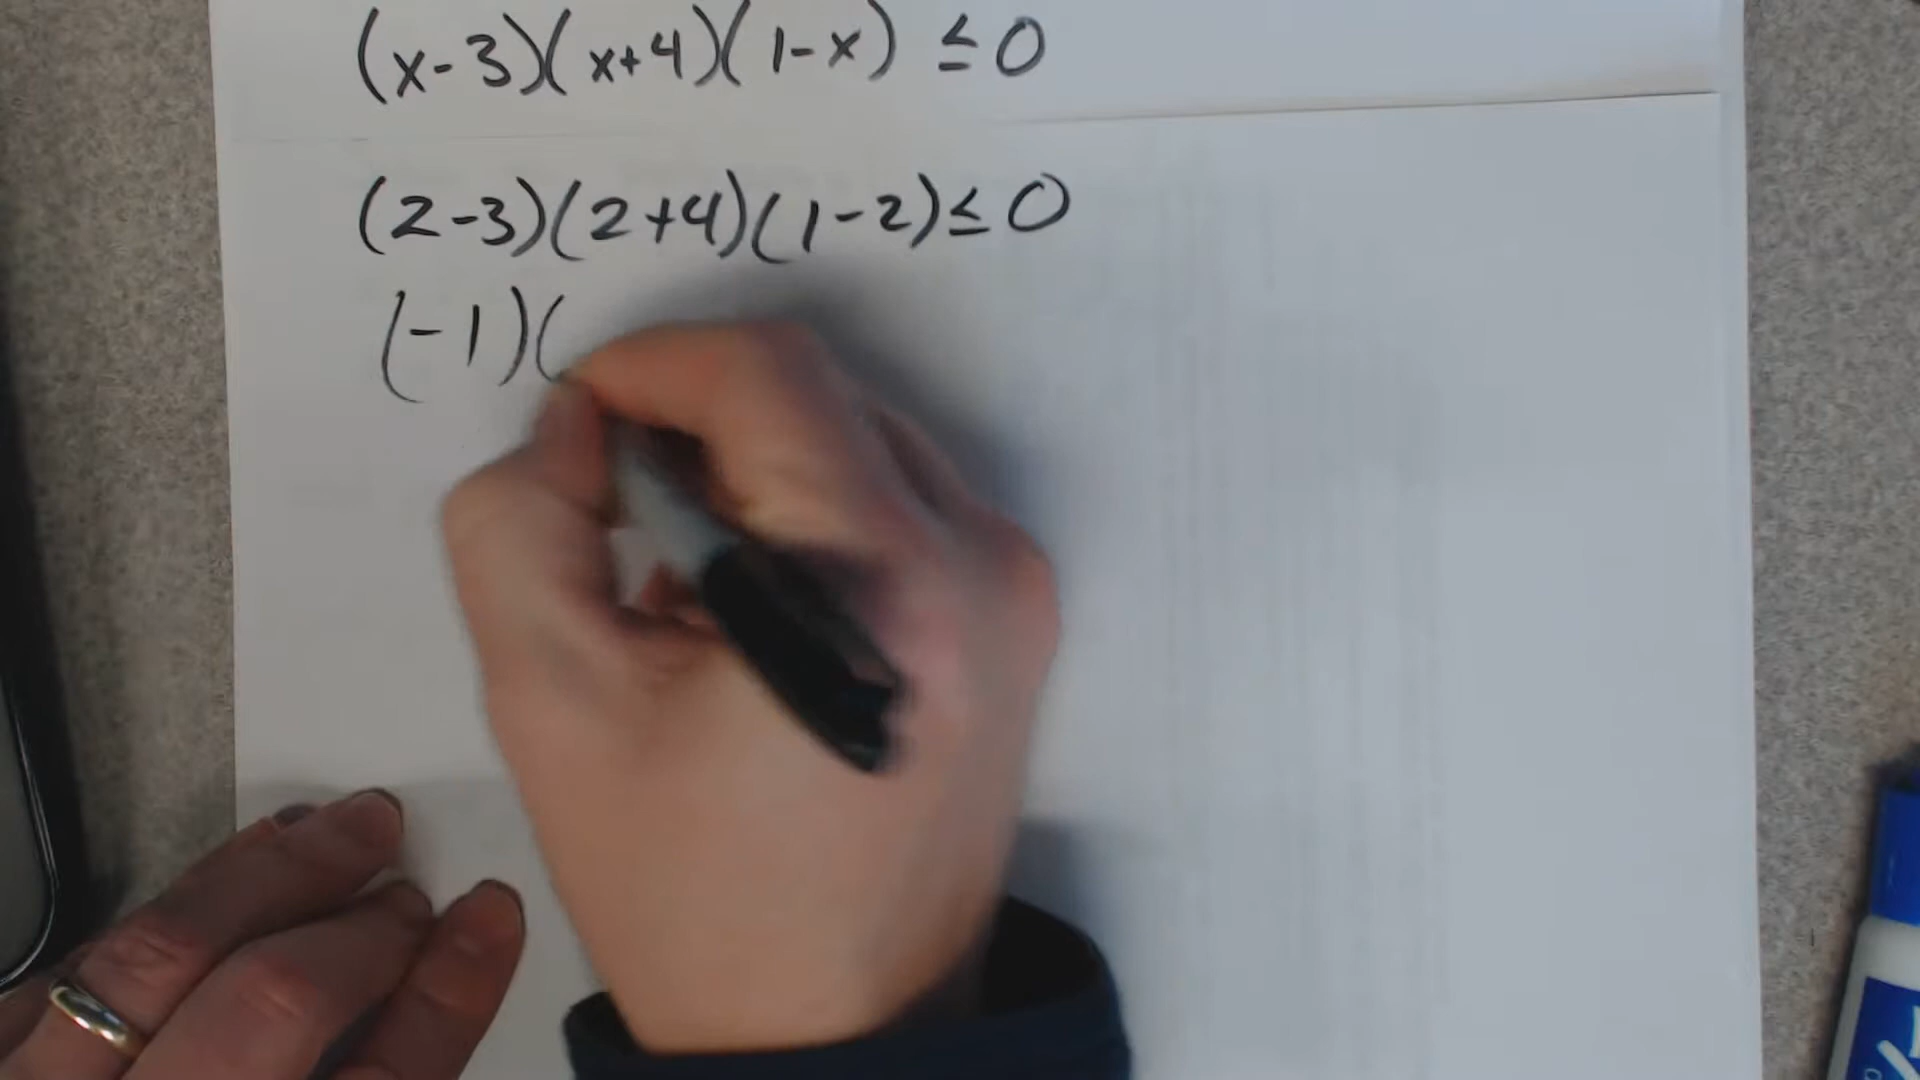 (x-3)(x+4)(1-x) ≤ 0
(2-3)(2+4)(1-2) ≤ 0
(-1)(